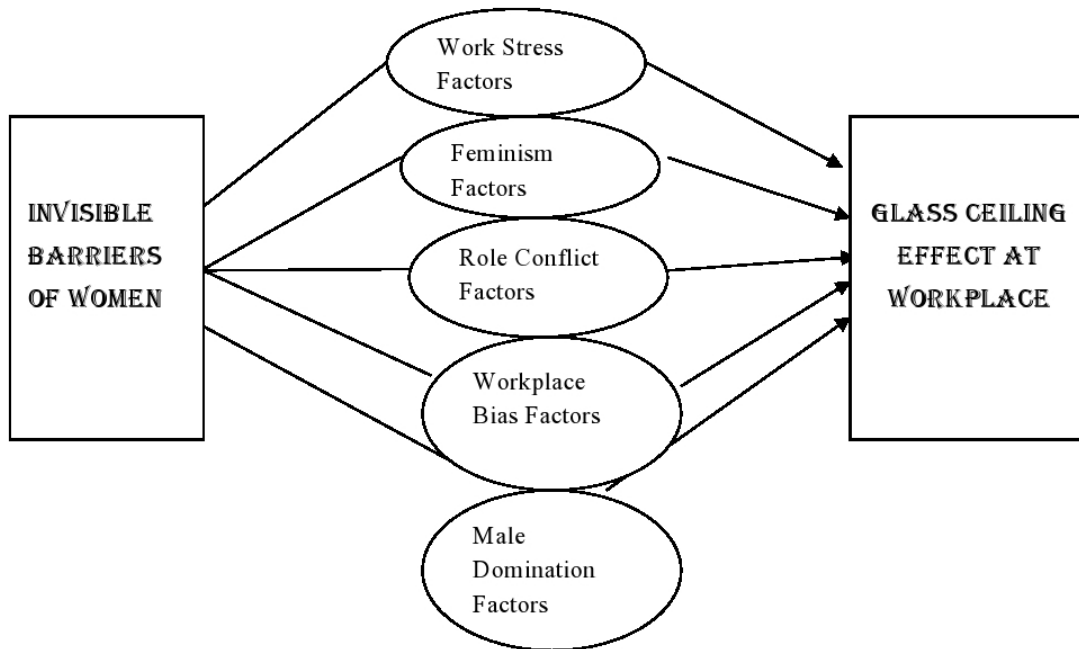 INVISIBLE
BARRIERS
OF WOMEN
Work Stress
Factors
Feminism
Factors
Role Conflict
Factors
Workplace
Bias Factors
Male
Domination
Factors
GLASS CEILING
EFFECT AT
WORKPLACE